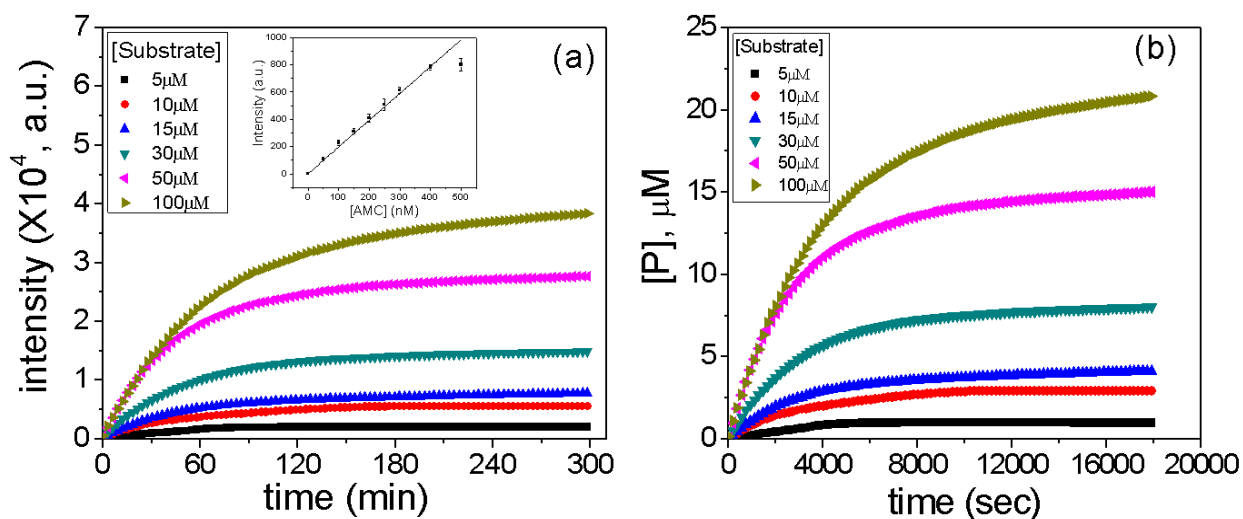 (a)
intensity (X10⁴, a.u.)
7
6
5
4
3
2
1
0
[Substrate]
5μM
10μM
15μM
30μM
50μM
100μM
Intensity (a.u.)
1000
800
600
400
200
0
0 100 200 300 400 500
[AMC] (nM)
0 60 120 180 240 300
time (min)
(b)
[P], μM
25
20
15
10
5
0
[Substrate]
5μM
10μM
15μM
30μM
50μM
100μM
0 4000 8000 12000 16000 20000
time (sec)